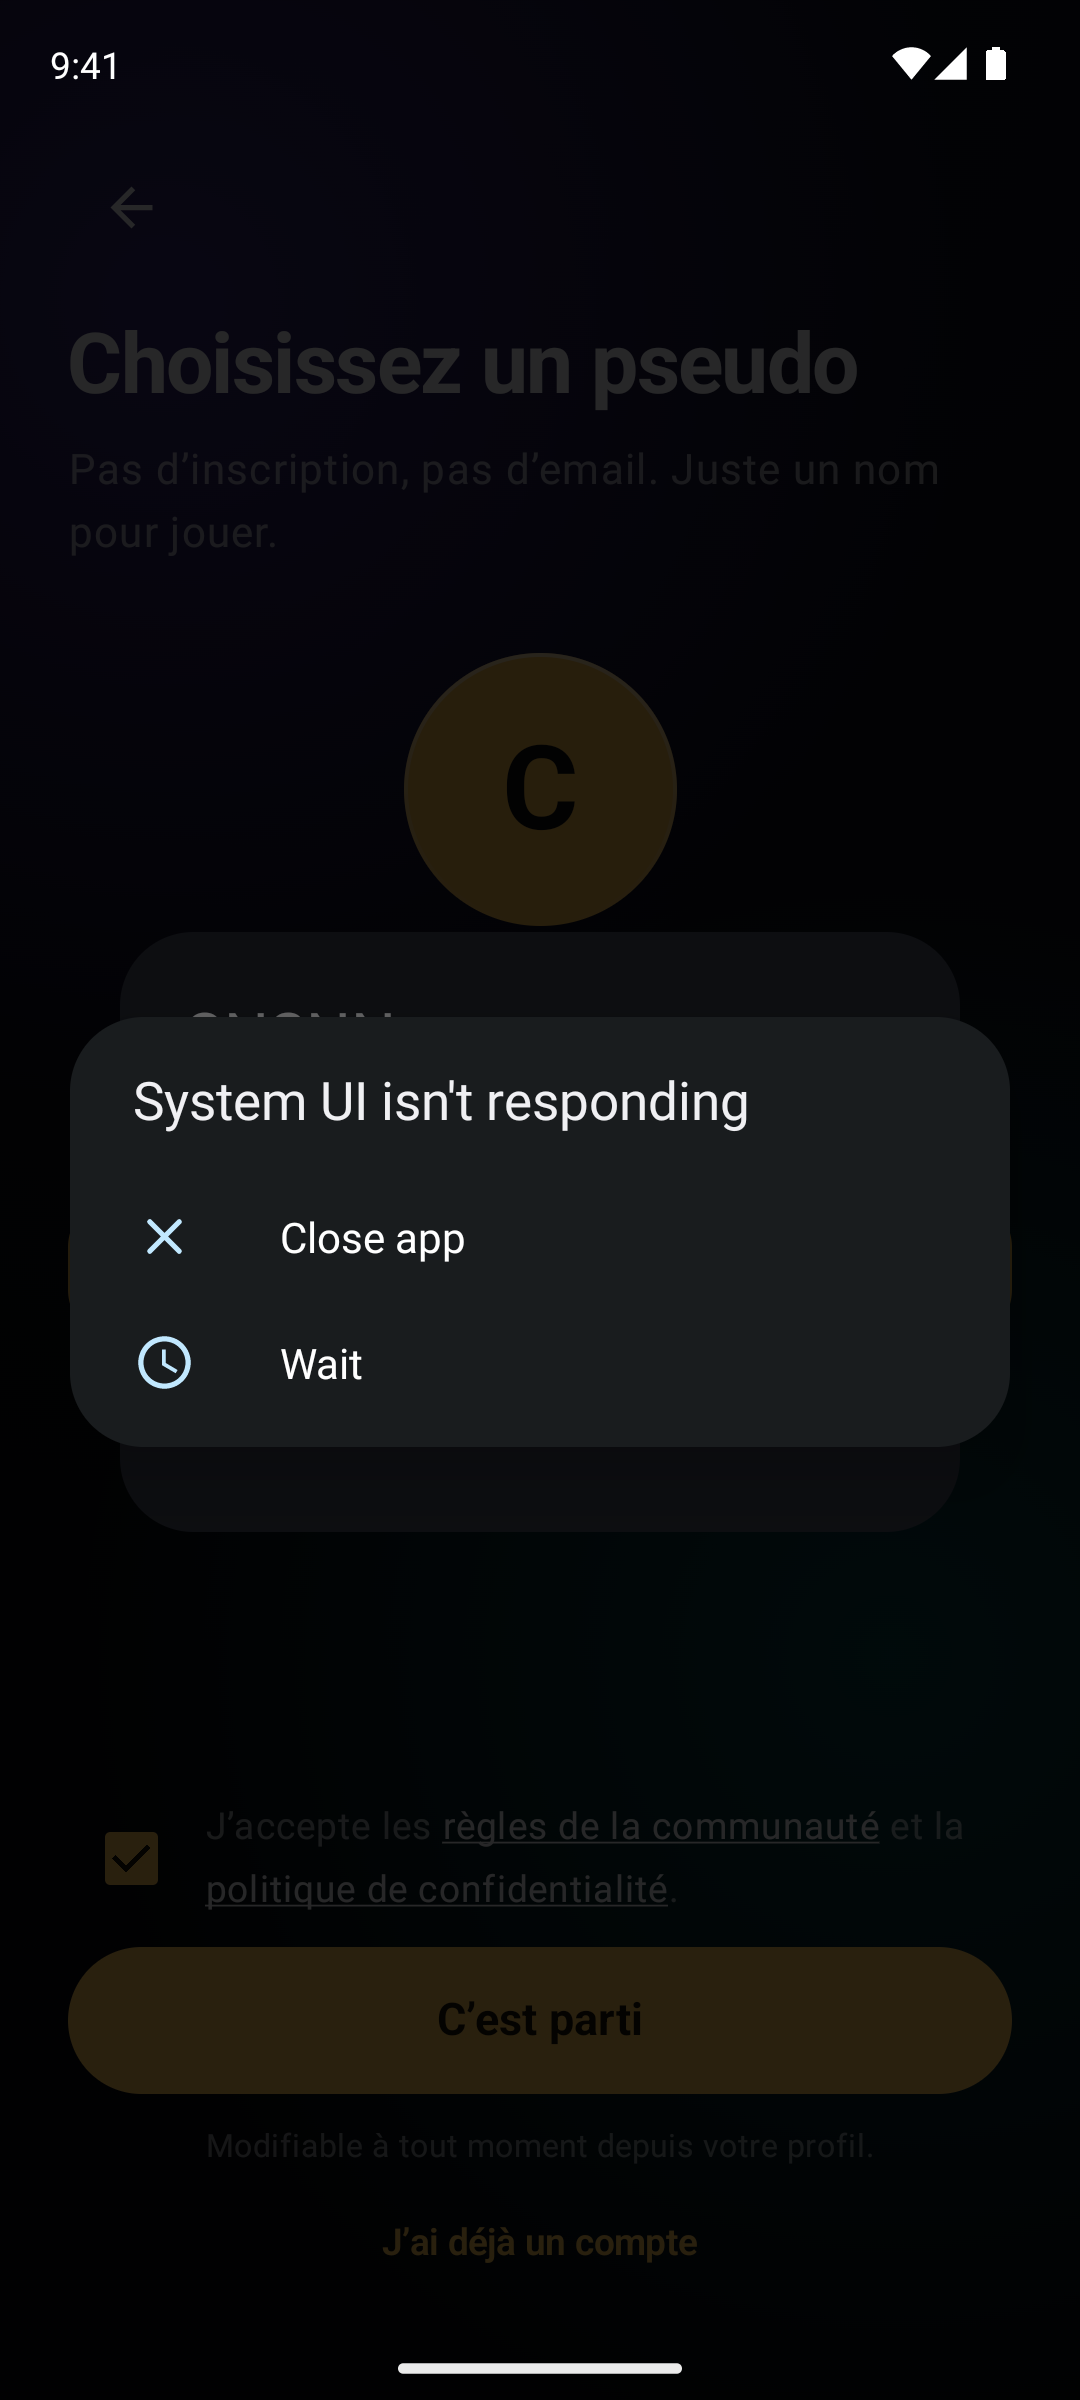 9:41
Choisissez un pseudo
Pas d’inscription, pas d’email. Juste un nom
pour jouer.
C
System UI isn't responding
Close app
Wait
J’accepte les règles de la communauté et la
politique de confidentialité.
C’est parti
Modifiable à tout moment depuis votre profil.
J’ai déjà un compte